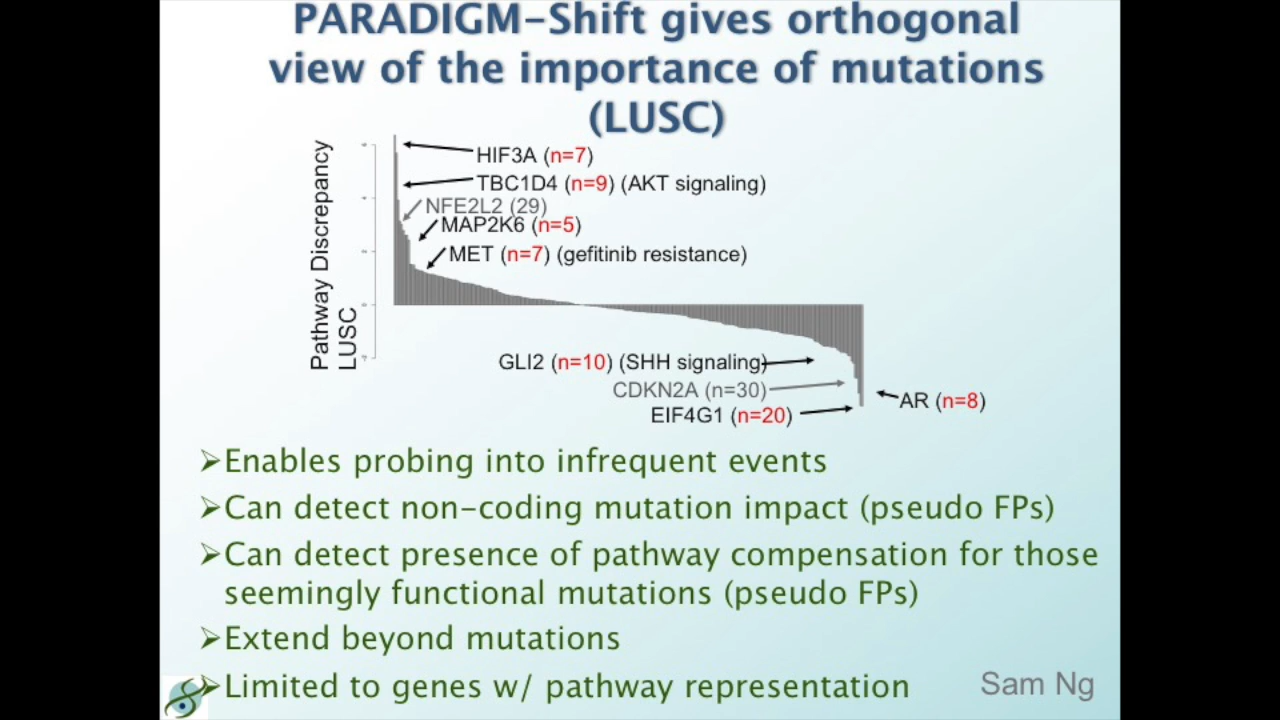 PARADIGM-Shift gives orthogonal
view of the importance of mutations
(LUSC)
Pathway Discrepancy
LUSC
HIF3A (n=7)
TBC1D4 (n=9) (AKT signaling)
NFE2L2 (29)
MAP2K6 (n=5)
MET (n=7) (gefitinib resistance)
GLI2 (n=10) (SHH signaling)
CDKN2A (n=30)
AR (n=8)
EIF4G1 (n=20)
➢Enables probing into infrequent events
➢Can detect non-coding mutation impact (pseudo FPs)
➢Can detect presence of pathway compensation for those
seemingly functional mutations (pseudo FPs)
➢Extend beyond mutations
➢Limited to genes w/ pathway representation
Sam Ng